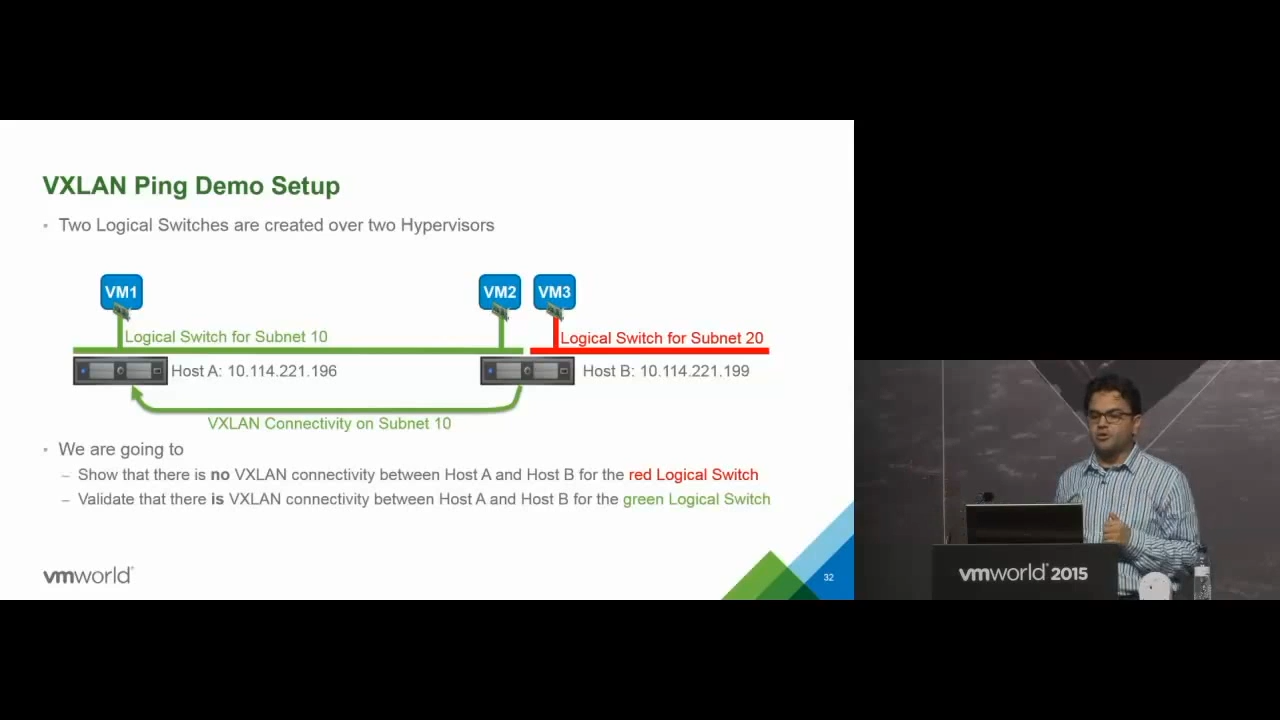 VXLAN Ping Demo Setup
Two Logical Switches are created over two Hypervisors
VM1
VM2
VM3
Logical Switch for Subnet 10
Logical Switch for Subnet 20
Host A: 10.114.221.196
Host B: 10.114.221.199
VXLAN Connectivity on Subnet 10
We are going to
– Show that there is no VXLAN connectivity between Host A and Host B for the red Logical Switch
– Validate that there is VXLAN connectivity between Host A and Host B for the green Logical Switch
vmworld®
32
vmworld® 2015